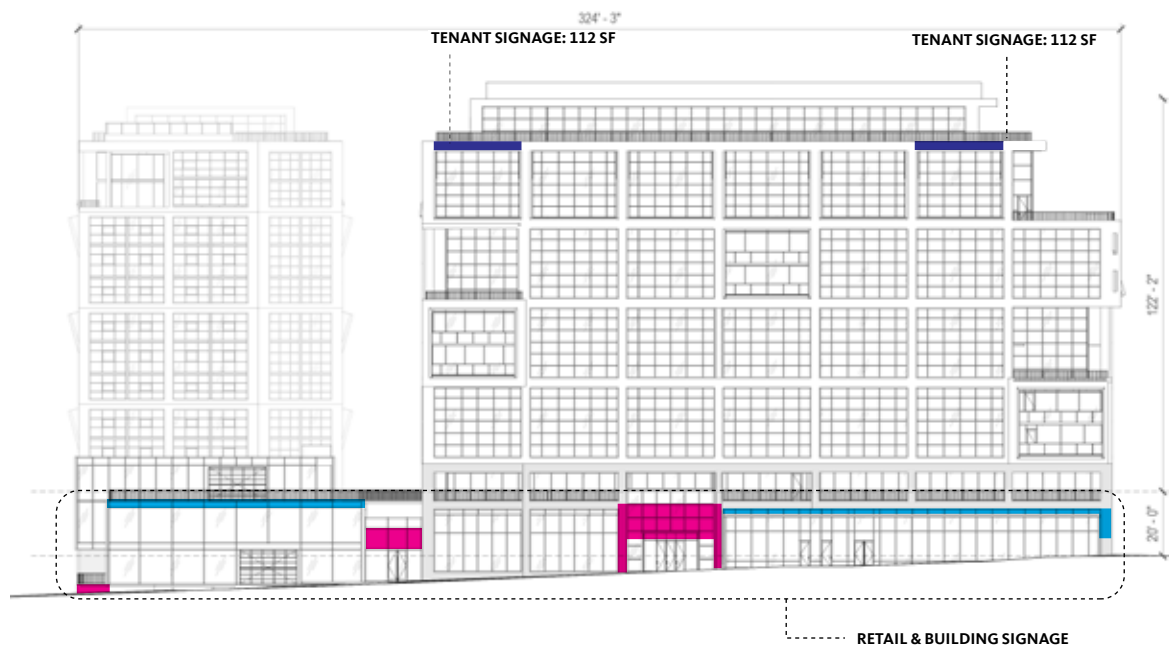 324' - 3"
TENANT SIGNAGE: 112 SF
TENANT SIGNAGE: 112 SF
122' - 2"
20' - 0"
RETAIL & BUILDING SIGNAGE